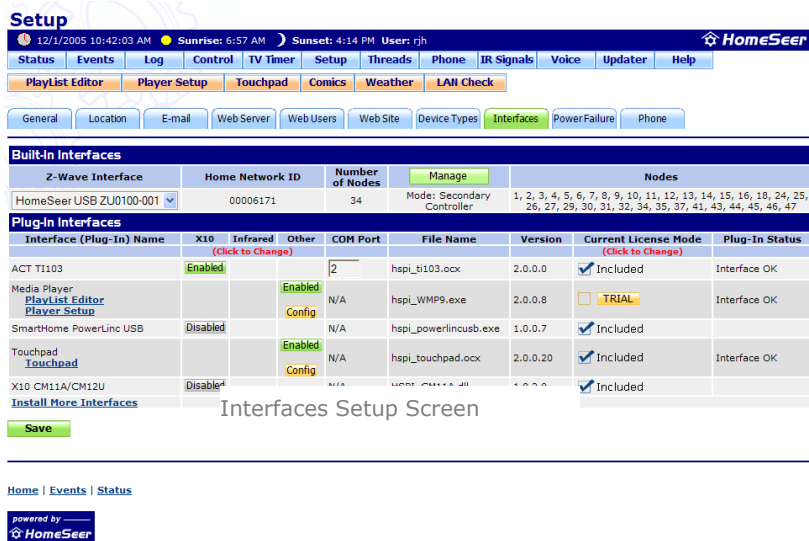 Setup
12/1/2005 10:42:03 AM Sunrise: 6:57 AM Sunset: 4:14 PM User: rjh HomeSeer
Status Events Log Control TV Timer Setup Threads Phone IR Signals Voice Updater Help
PlayList Editor Player Setup Touchpad Comics Weather LAN Check
General Location E-mail Web Server Web Users Web Site Device Types Interfaces Power Failure Phone
Built-In Interfaces
Z-Wave Interface Home Network ID Number of Nodes Manage Nodes
HomeSeer USB ZU0100-001 00006171 34 Mode: Secondary Controller 1, 2, 3, 4, 5, 6, 7, 8, 9, 10, 11, 12, 13, 14, 15, 16, 18, 24, 25,
26, 27, 29, 30, 31, 32, 34, 35, 37, 41, 43, 44, 45, 46, 47
Plug-In Interfaces
Interface (Plug-In) Name X10 Infrared Other COM Port File Name Version Current License Mode Plug-In Status
(Click to Change) (Click to Change)
ACT TI103 Enabled 2 hspi_ti103.ocx 2.0.0.0 Included Interface OK
Media Player Enabled
PlayList Editor N/A hspi_WMP9.exe 2.0.0.8 TRIAL Interface OK
Player Setup Config
SmartHome PowerLinc USB Disabled N/A hspi_powerlincusb.exe 1.0.0.7 Included
Touchpad Enabled
Touchpad N/A hspi_touchpad.ocx 2.0.0.20 Included Interface OK
Config
X10 CM11A/CM12U Disabled N/A HSPI_CM11A.dll Included
Install More Interfaces
Interfaces Setup Screen
Save
Home | Events | Status
powered by
HomeSeer